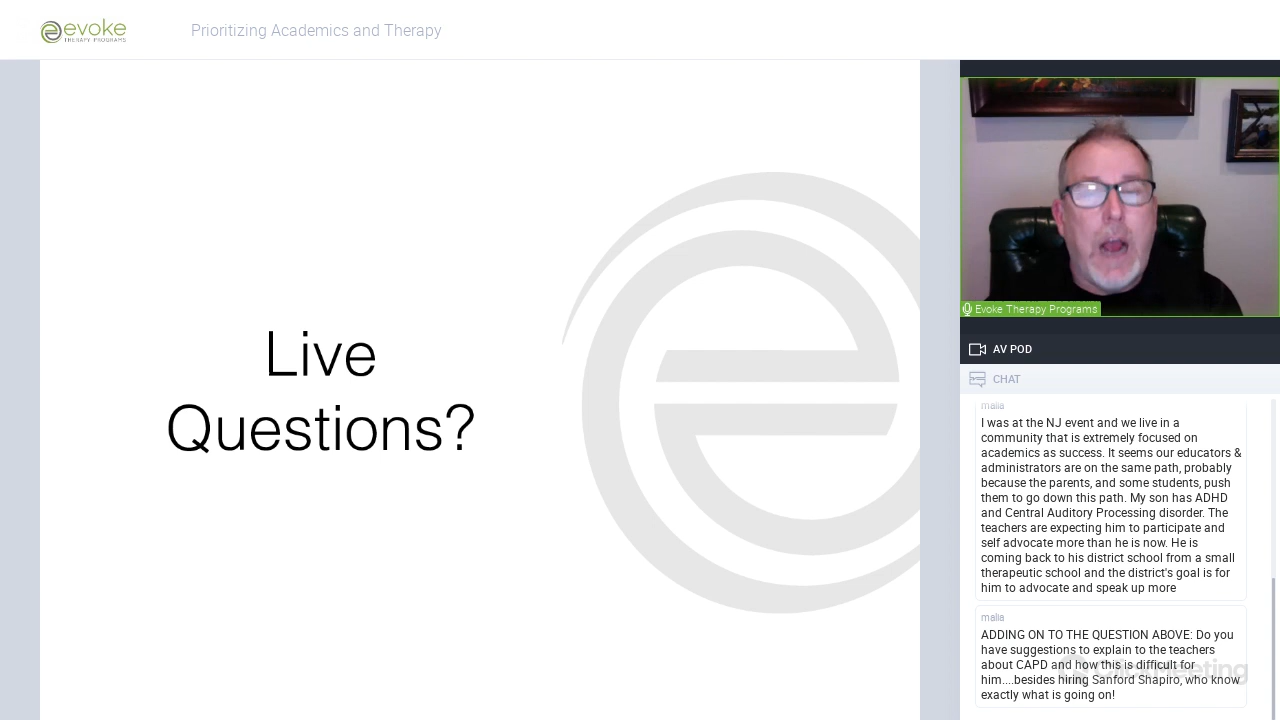 evoke
THERAPY PROGRAMS
Prioritizing Academics and Therapy
Live
Questions?
Evoke Therapy Programs
AV POD
CHAT
malia
I was at the NJ event and we live in a
community that is extremely focused on
academics as success. It seems our educators &
administrators are on the same path, probably
because the parents, and some students, push
them to go down this path. My son has ADHD
and Central Auditory Processing disorder. The
teachers are expecting him to participate and
self advocate more than he is now. He is
coming back to his district school from a small
therapeutic school and the district's goal is for
him to advocate and speak up more
malia
ADDING ON TO THE QUESTION ABOVE: Do you
have suggestions to explain to the teachers
about CAPD and how this is difficult for
him....besides hiring Sanford Shapiro, who know
exactly what is going on!